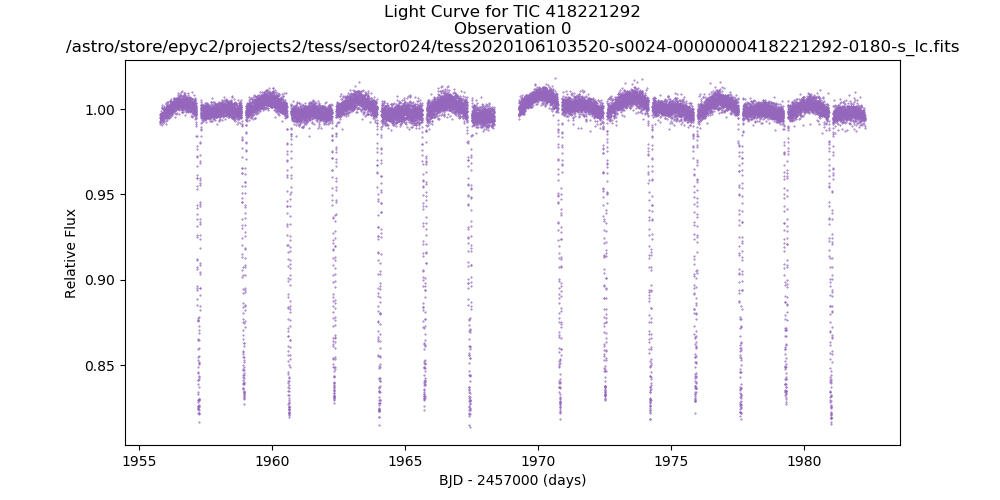 Light Curve for TIC 418221292
Observation 0
/astro/store/epyc2/projects2/tess/sector024/tess2020106103520-s0024-0000000418221292-0180-s_lc.fits
1.00
0.95
0.90
0.85
Relative Flux
1955
1960
1965
1970
1975
1980
BJD - 2457000 (days)